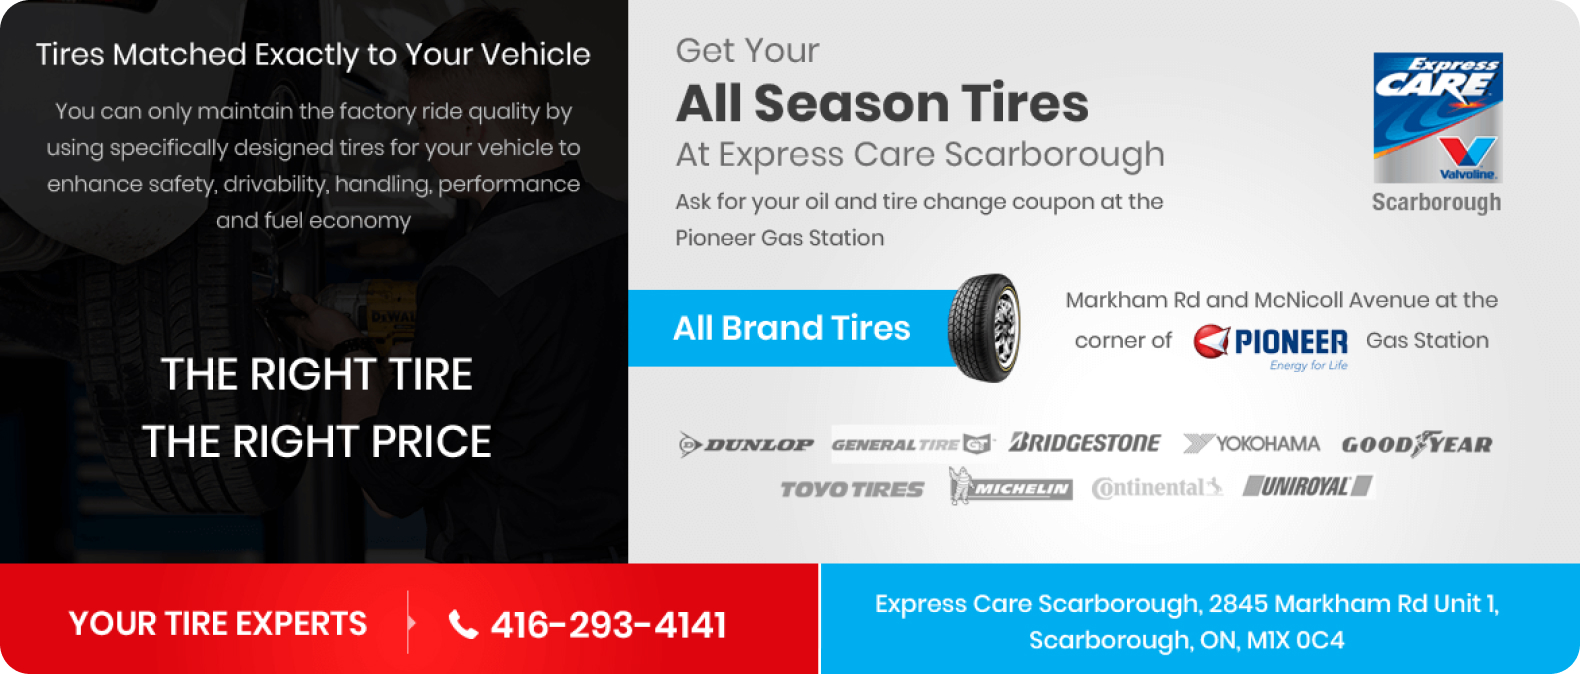 Tires Matched Exactly to Your Vehicle
You can only maintain the factory ride quality by
using specifically designed tires for your vehicle to
enhance safety, drivability, handling, performance
and fuel economy
DEWALT
THE RIGHT TIRE
THE RIGHT PRICE
Get Your
All Season Tires
At Express Care Scarborough
Ask for your oil and tire change coupon at the
Pioneer Gas Station
Express
CARE
Valvoline
Scarborough
All Brand Tires
Markham Rd and McNicoll Avenue at the
corner of PIONEER Gas Station
Energy for Life
D DUNLOP GENERAL TIRE GT BRIDGESTONE YOKOHAMA GOODYEAR
TOYO TIRES MICHELIN Continental UNIROYAL
YOUR TIRE EXPERTS 416-293-4141
Express Care Scarborough, 2845 Markham Rd Unit 1,
Scarborough, ON, M1X 0C4